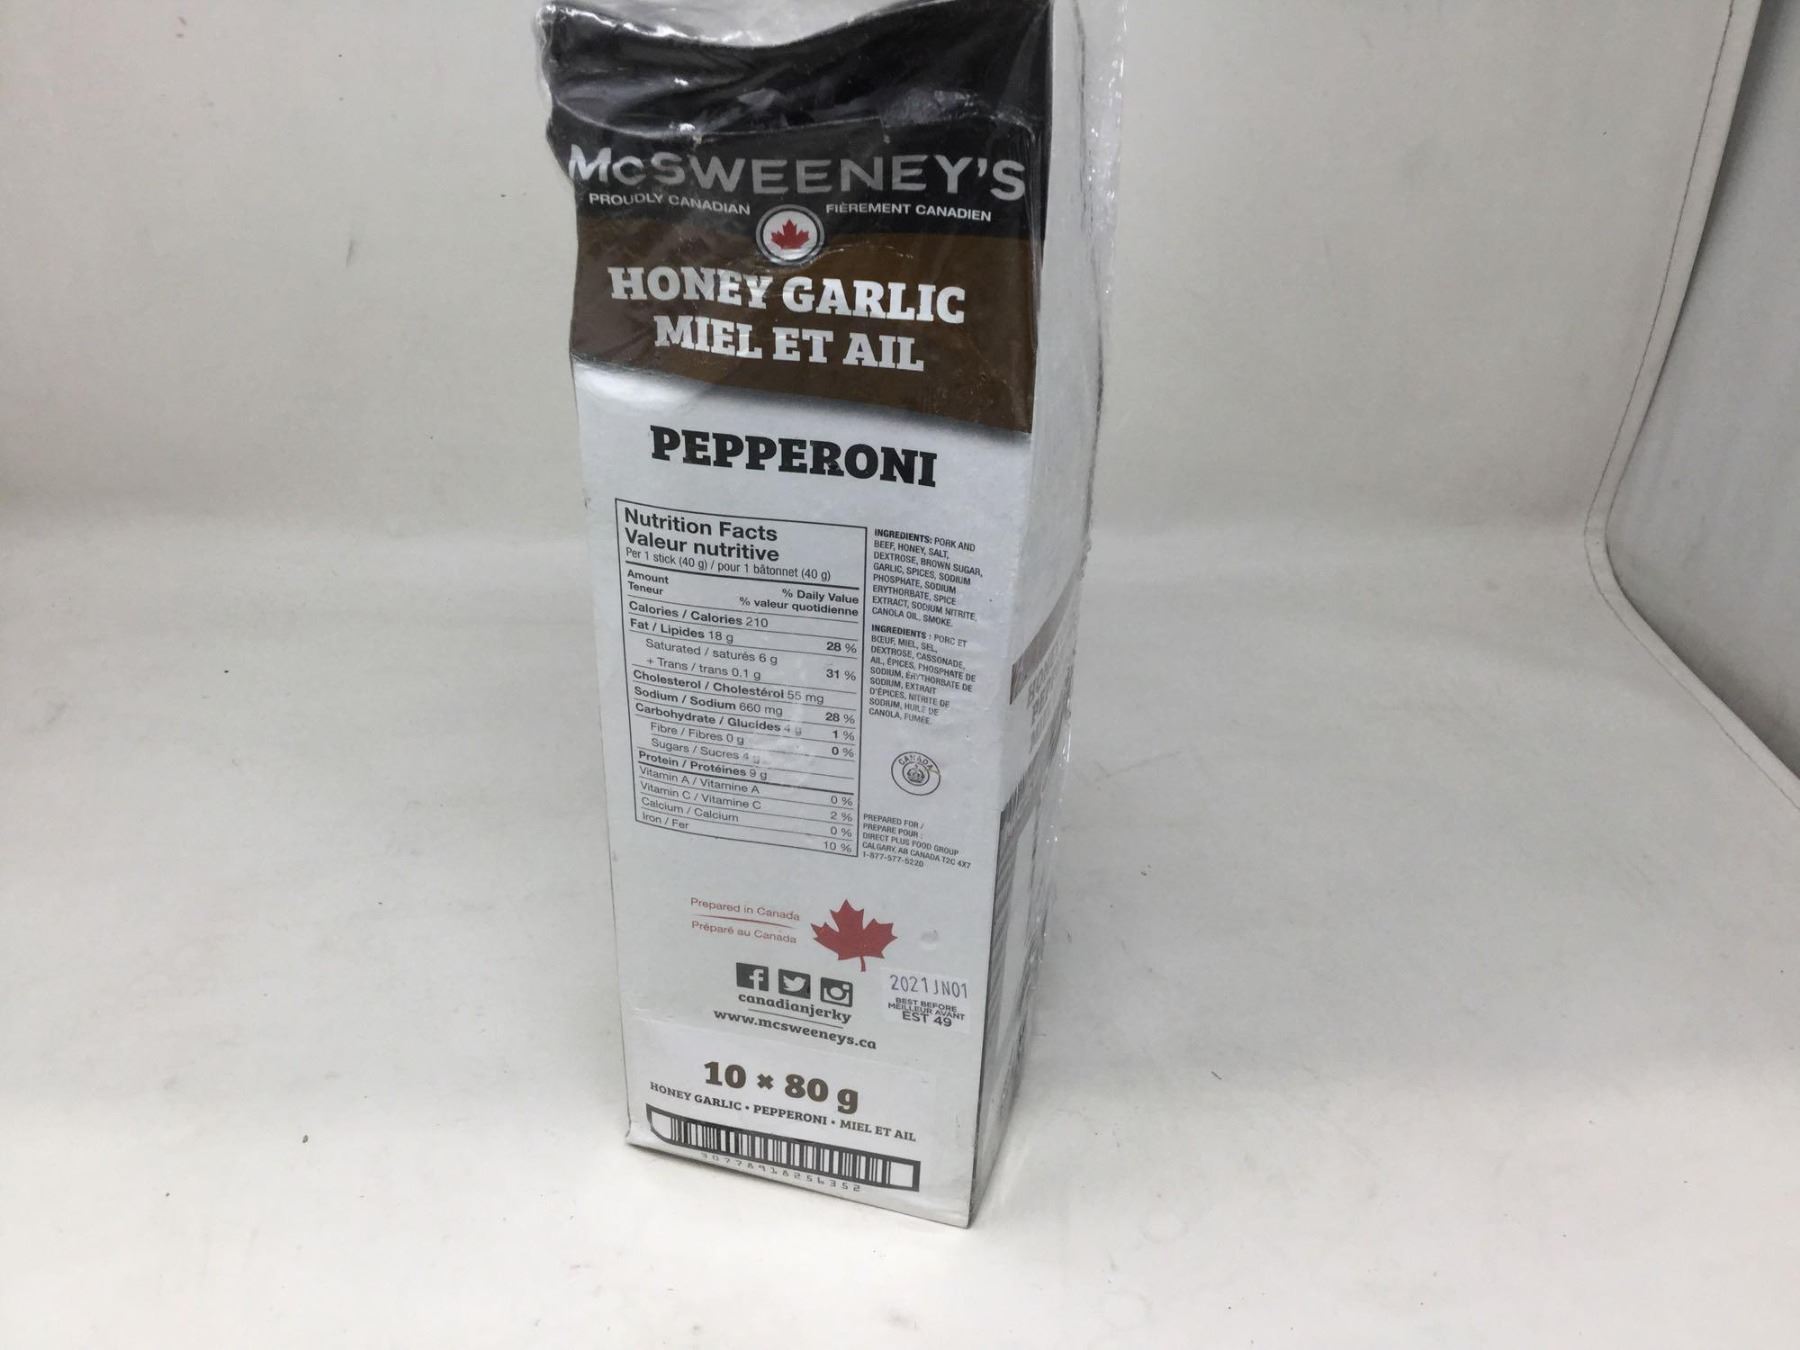 McSWEENEY'S
PROUDLY CANADIAN FIÈREMENT CANADIEN
HONEY GARLIC
MIEL ET AIL
PEPPERONI
Nutrition Facts
Valeur nutritive
Per 1 stick (40 g) / pour 1 bâtonnet (40 g)
Amount % Daily Value
Teneur % valeur quotidienne
Calories / Calories 210
Fat / Lipides 18 g 28 %
Saturated / saturés 6 g
+ Trans / trans 0.1 g 31 %
Cholesterol / Cholestérol 55 mg
Sodium / Sodium 660 mg 28 %
Carbohydrate / Glucides 4 g 1 %
Fibre / Fibres 0 g 0 %
Sugars / Sucres 4 g
Protein / Protéines 9 g
Vitamin A / Vitamine A 0 %
Vitamin C / Vitamine C 2 %
Calcium / Calcium 0 %
Iron / Fer 10 %
INGREDIENTS: PORK AND
BEEF, HONEY, SALT,
DEXTROSE, BROWN SUGAR,
GARLIC, SPICES, SODIUM
PHOSPHATE, SODIUM
ERYTHORBATE, SPICE
EXTRACT, SODIUM NITRITE,
CANOLA OIL, SMOKE.
INGREDIENTS : PORC ET
BŒUF, MIEL, SEL,
DEXTROSE, CASSONADE,
AIL, ÉPICES, PHOSPHATE DE
SODIUM, ÉRYTHORBATE DE
SODIUM, EXTRAIT
D'ÉPICES, NITRITE DE
SODIUM, HUILE DE
CANOLA, FUMÉE.
CANADA
PREPARED FOR /
PREPARE POUR :
DIRECT PLUS FOOD GROUP
CALGARY, AB CANADA T2C 4X7
1-877-577-5220
Prepared in Canada
Préparé au Canada
2021JN01
BEST BEFORE
MEILLEUR AVANT
EST 49
canadianjerky
www.mcsweeneys.ca
10 × 80 g
HONEY GARLIC • PEPPERONI • MIEL ET AIL